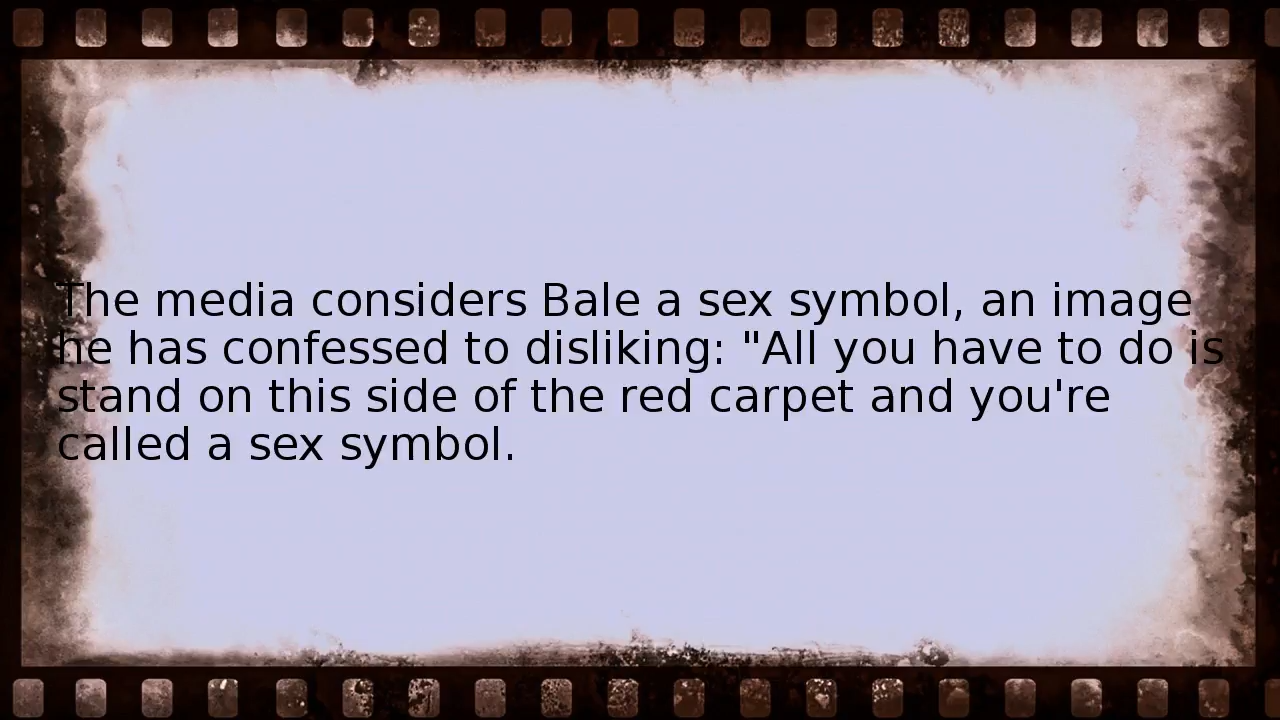 The media considers Bale a sex symbol, an image
he has confessed to disliking: "All you have to do is
stand on this side of the red carpet and you're
called a sex symbol.